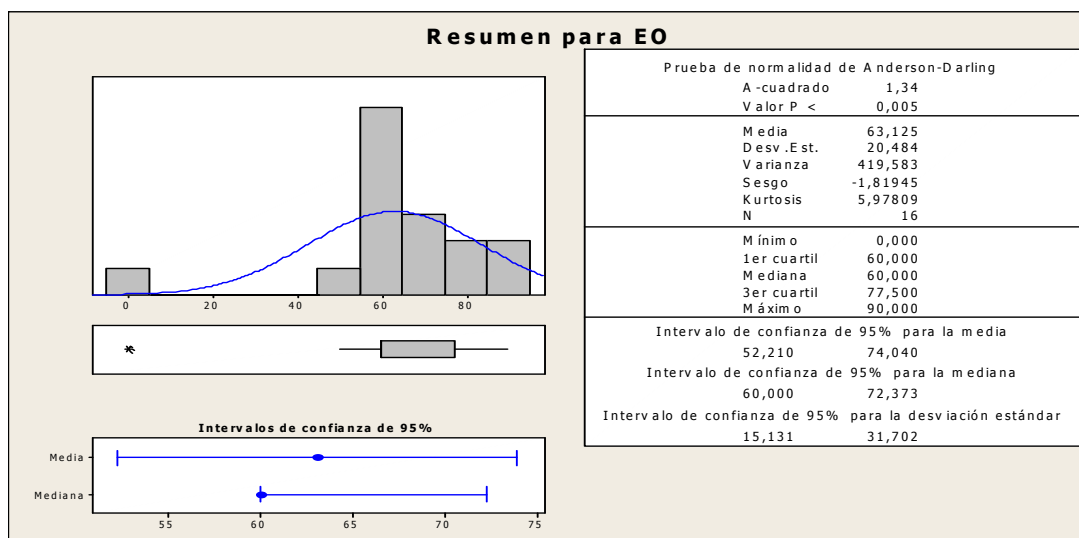 Resumen para EO
0 20 40 60 80
Intervalos de confianza de 95%
Media
Mediana
55 60 65 70 75
Prueba de normalidad de Anderson-Darling
A-cuadrado 1,34
Valor P < 0,005
Media 63,125
Desv.Est. 20,484
Varianza 419,583
Sesgo -1,81945
Kurtosis 5,97809
N 16
Mínimo 0,000
1er cuartil 60,000
Mediana 60,000
3er cuartil 77,500
Máximo 90,000
Intervalo de confianza de 95% para la media
52,210 74,040
Intervalo de confianza de 95% para la mediana
60,000 72,373
Intervalo de confianza de 95% para la desviación estándar
15,131 31,702